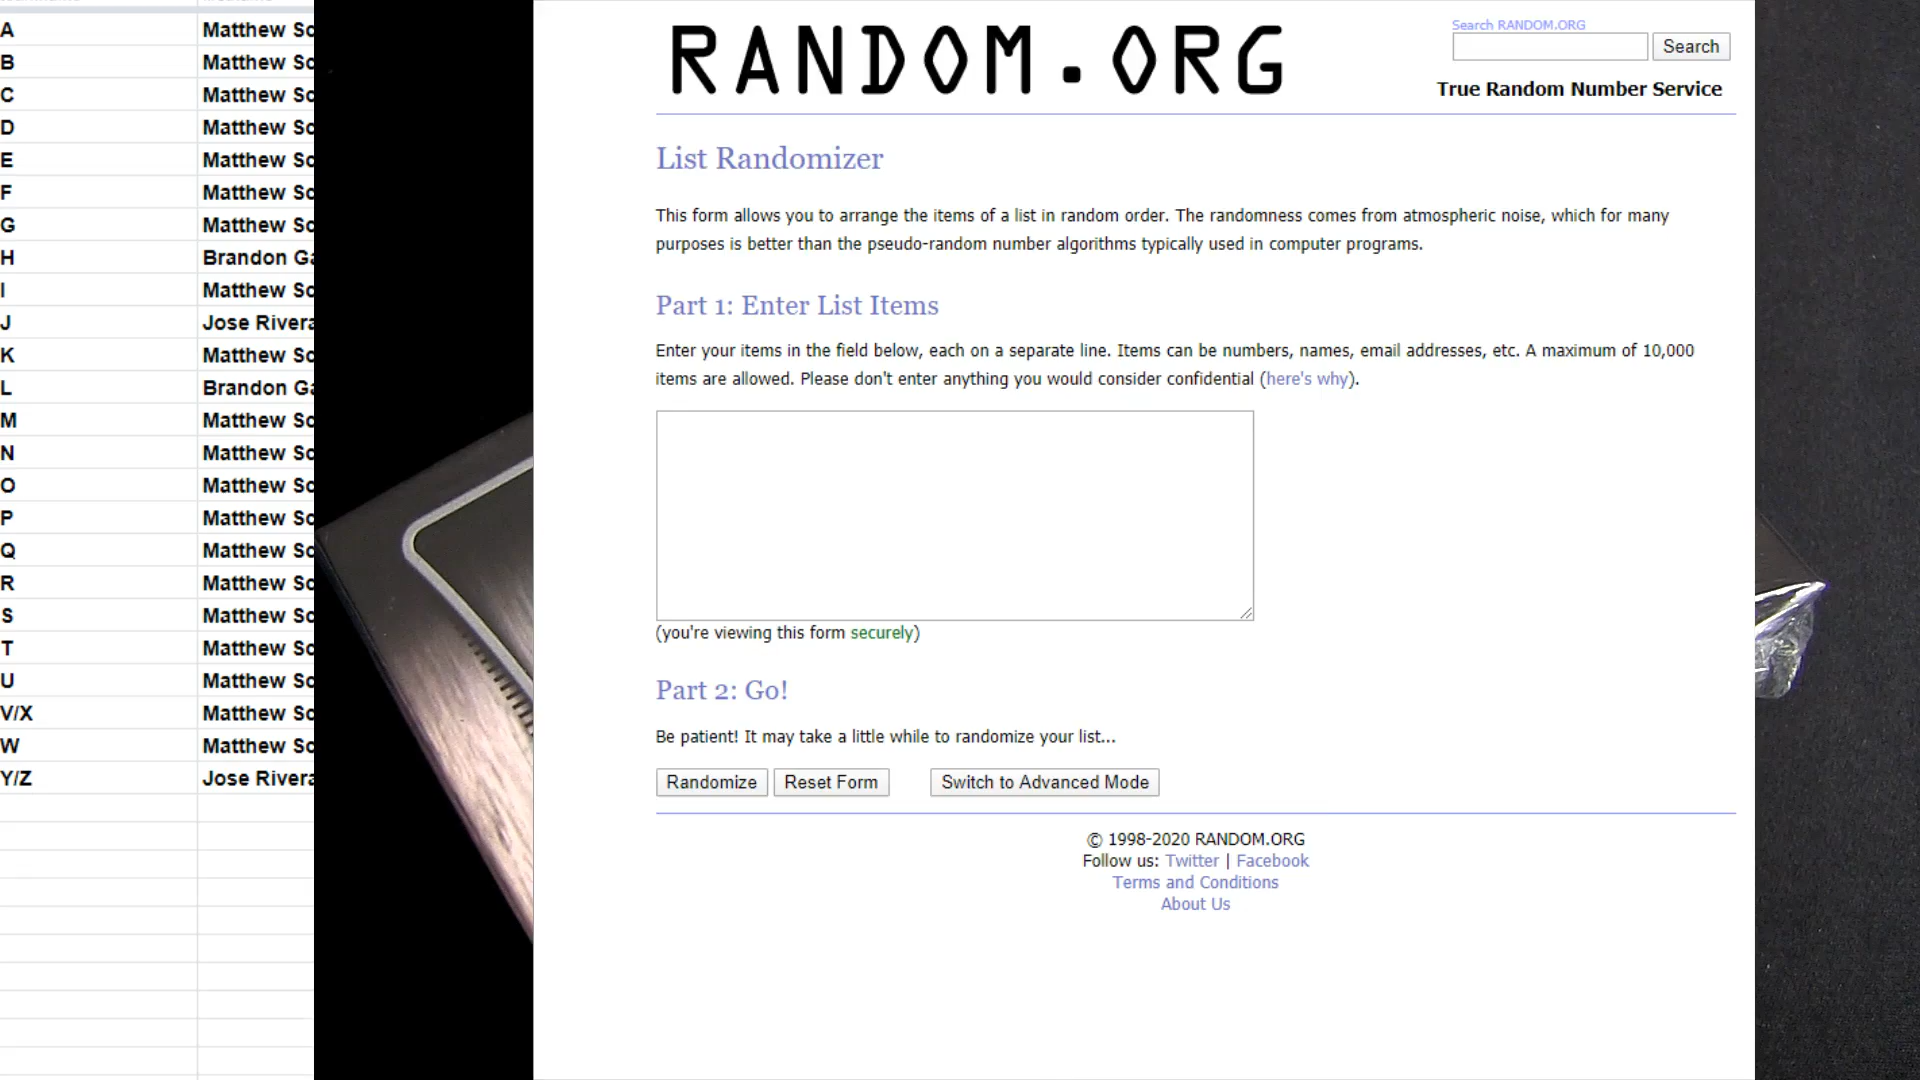 A Matthew Sc
B Matthew Sc
C Matthew Sc
D Matthew Sc
E Matthew Sc
F Matthew Sc
G Matthew Sc
H Brandon Ga
I Matthew Sc
J Jose Rivera
K Matthew Sc
L Brandon Ga
M Matthew Sc
N Matthew Sc
O Matthew Sc
P Matthew Sc
Q Matthew Sc
R Matthew Sc
S Matthew Sc
T Matthew Sc
U Matthew Sc
V/X Matthew Sc
W Matthew Sc
Y/Z Jose Rivera
RANDOM.ORG
Search RANDOM.ORG
Search
True Random Number Service
List Randomizer
This form allows you to arrange the items of a list in random order. The randomness comes from atmospheric noise, which for many
purposes is better than the pseudo-random number algorithms typically used in computer programs.
Part 1: Enter List Items
Enter your items in the field below, each on a separate line. Items can be numbers, names, email addresses, etc. A maximum of 10,000
items are allowed. Please don't enter anything you would consider confidential (here's why).
(you're viewing this form securely)
Part 2: Go!
Be patient! It may take a little while to randomize your list...
Randomize Reset Form Switch to Advanced Mode
© 1998-2020 RANDOM.ORG
Follow us: Twitter | Facebook
Terms and Conditions
About Us